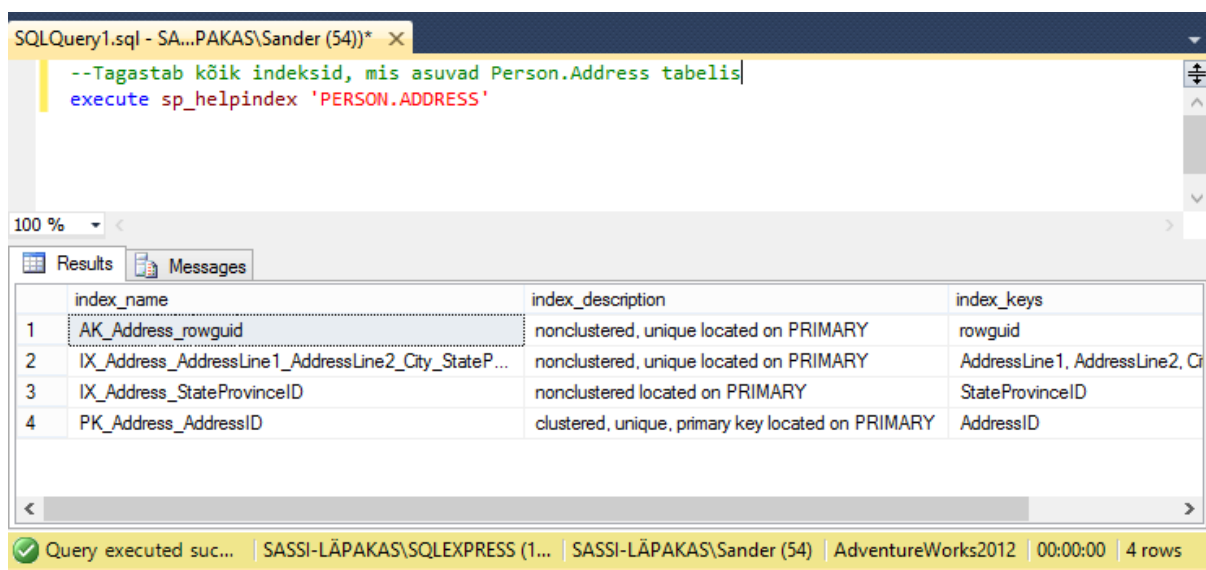 SQLQuery1.sql - SA...PAKAS\Sander (54))*
--Tagastab kõik indeksid, mis asuvad Person.Address tabelis
execute sp_helpindex 'PERSON.ADDRESS'
100 %
Results Messages
index_name index_description index_keys
1 AK_Address_rowguid nonclustered, unique located on PRIMARY rowguid
2 IX_Address_AddressLine1_AddressLine2_City_StateP... nonclustered, unique located on PRIMARY AddressLine1, AddressLine2, Ci
3 IX_Address_StateProvinceID nonclustered located on PRIMARY StateProvinceID
4 PK_Address_AddressID clustered, unique, primary key located on PRIMARY AddressID
Query executed suc... SASSI-LÄPAKAS\SQLEXPRESS (1... SASSI-LÄPAKAS\Sander (54) AdventureWorks2012 00:00:00 4 rows